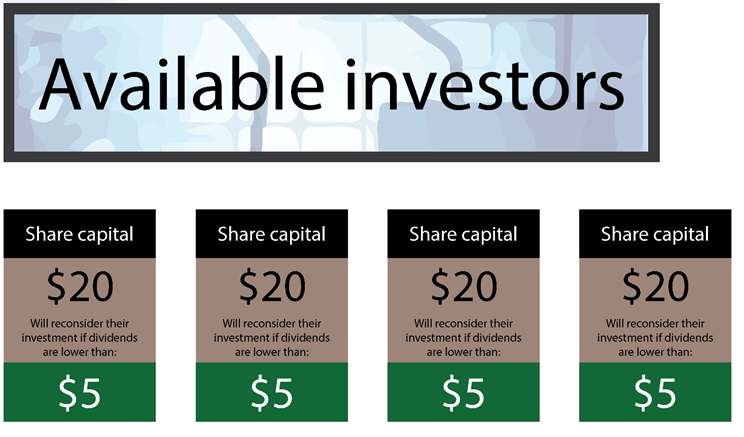 Available investors
Share capital
$20
Will reconsider their
investment if dividends
are lower than:
$5
Share capital
$20
Will reconsider their
investment if dividends
are lower than:
$5
Share capital
$20
Will reconsider their
investment if dividends
are lower than:
$5
Share capital
$20
Will reconsider their
investment if dividends
are lower than:
$5